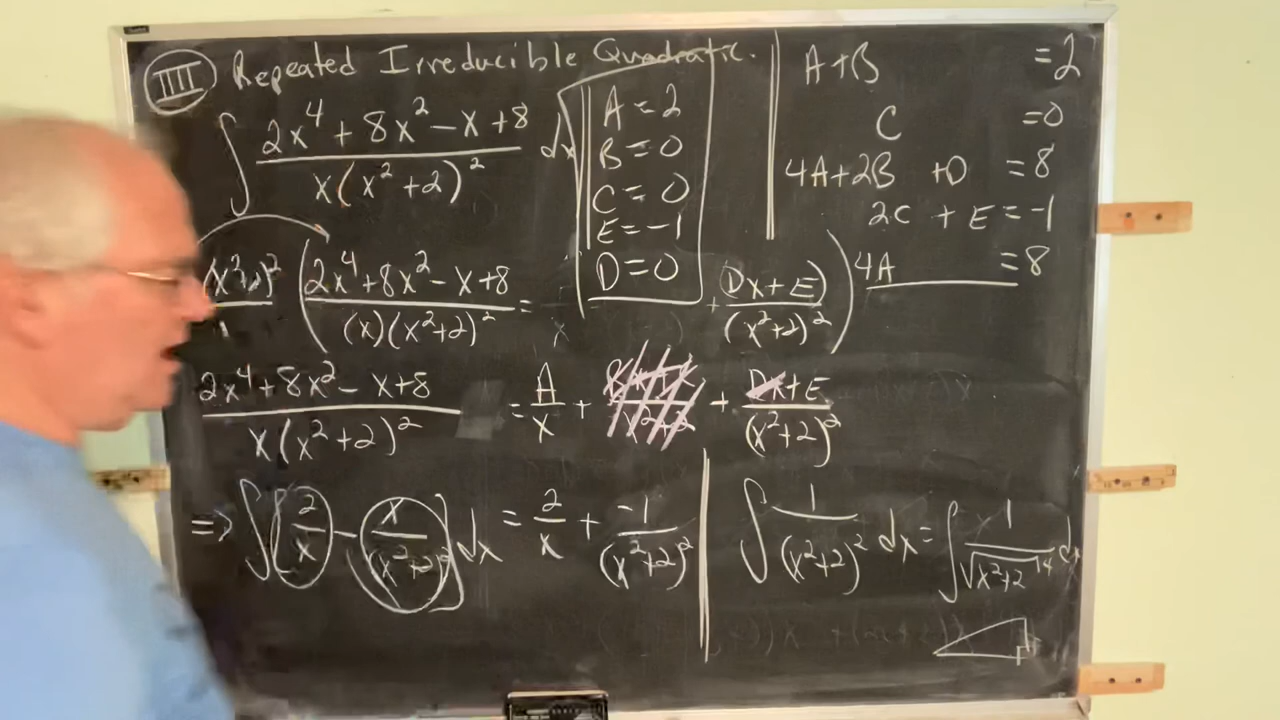 III Repeated Irreducible Quadratic.
∫ (2x⁴ + 8x² − x + 8) / (x(x² + 2)²) dx
A = 2
B = 0
C = 0
E = −1
D = 0
A + B = 2
C = 0
4A + 2B + D = 8
2C + E = −1
4A = 8
((2x⁴ + 8x² − x + 8) / ((x)(x² + 2)²) = + (Dx + E) / (x² + 2)²)
(2x⁴ + 8x² − x + 8) / (x(x² + 2)²) = A/x + + (Dx + E) / (x² + 2)²
⇒ ∫ [2/x − x/(x² + 2)²] dx = 2/x + −1/(x² + 2)²
∫ 1/(x² + 2)² dx = ∫ 1/√(x² + 2)⁴ dx